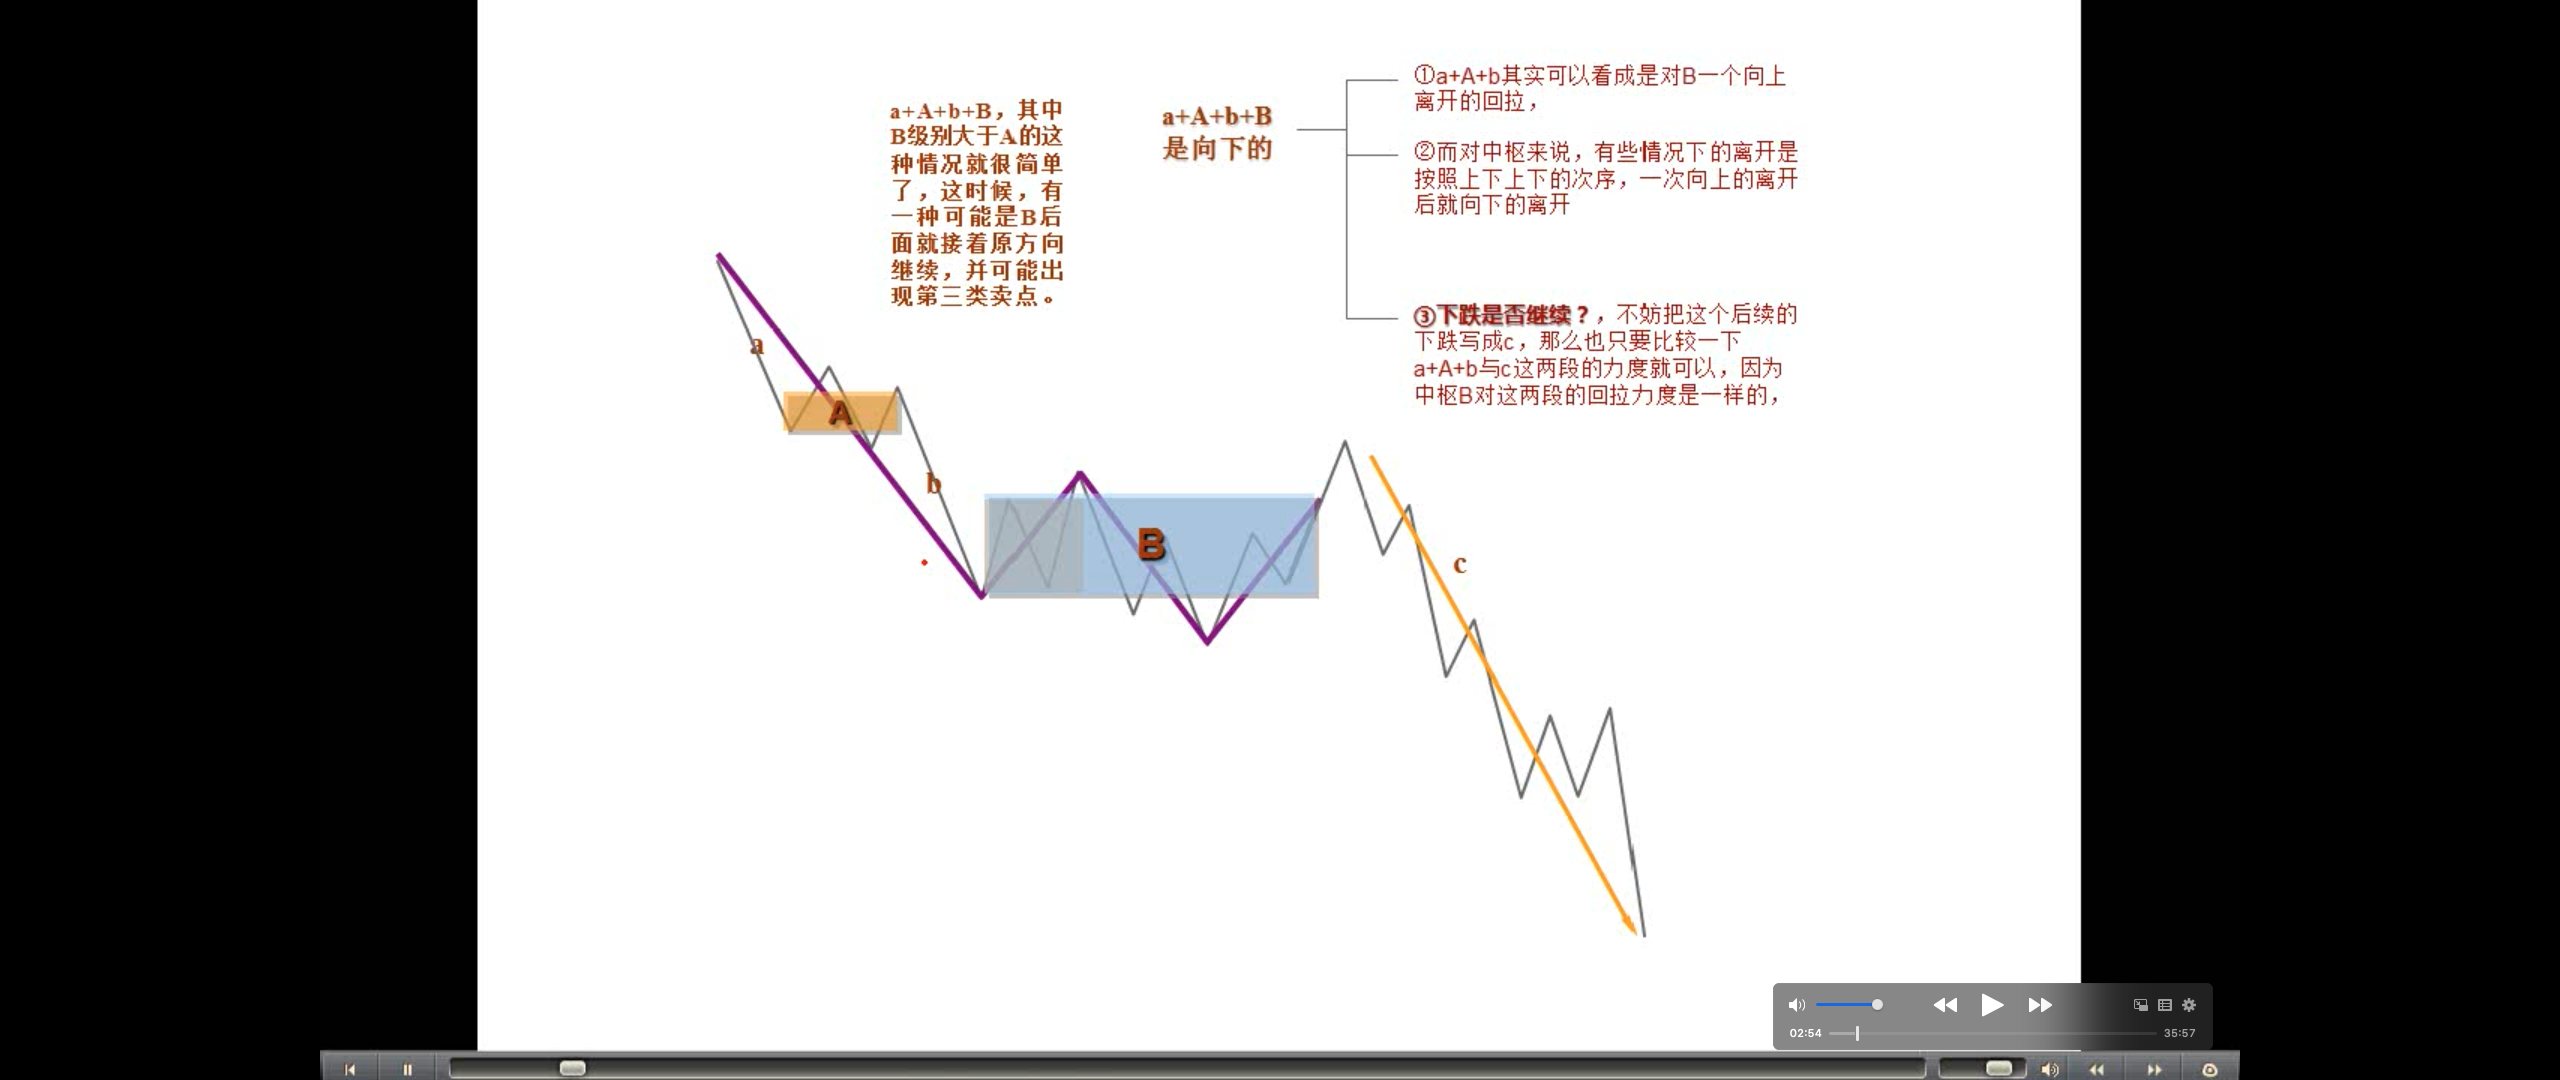 a+A+b+B，其中
B级别大于A的这
种情况就很简单
了，这时候，有
一种可能是B后
面就接着原方向
继续，并可能出
现第三类卖点。
a+A+b+B
是向下的
①a+A+b其实可以看成是对B一个向上
离开的回拉，
②而对中枢来说，有些情况下的离开是
按照上下上下的次序，一次向上的离开
后就向下的离开
③下跌是否继续？，不妨把这个后续的
下跌写成c，那么也只要比较一下
a+A+b与c这两段的力度就可以，因为
中枢B对这两段的回拉力度是一样的，
a
A
b
B
c
02:54
35:57